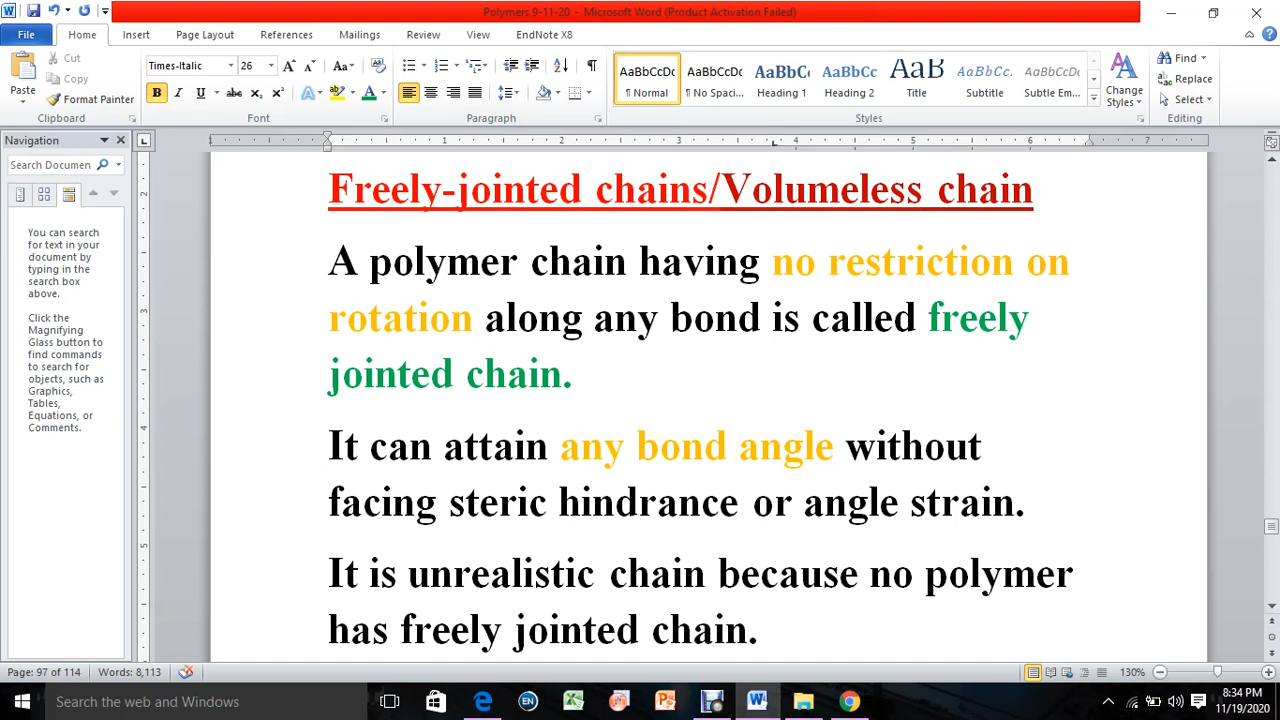 Polymers 9-11-20 - Microsoft Word (Product Activation Failed)
File Home Insert Page Layout References Mailings Review View EndNote X8
Paste Cut Copy Format Painter
Times-Italic 26
AaBbCcDc AaBbCcDc AaBbCc AaBbCc AaB AaBbCcD AaBbCcDc
¶ Normal ¶ No Spaci... Heading 1 Heading 2 Title Subtitle Subtle Em...
Change Styles
Find Replace Select
Clipboard Font Paragraph Styles Editing
Navigation
Search Documen
You can search
for text in your
document by
typing in the
search box
above.
Click the
Magnifying
Glass button to
find commands
to search for
objects, such as
Graphics,
Tables,
Equations, or
Comments.
Freely-jointed chains/Volumeless chain
A polymer chain having no restriction on
rotation along any bond is called freely
jointed chain.
It can attain any bond angle without
facing steric hindrance or angle strain.
It is unrealistic chain because no polymer
has freely jointed chain.
Page: 97 of 114 Words: 8,113 130%
Search the web and Windows
8:34 PM
11/19/2020